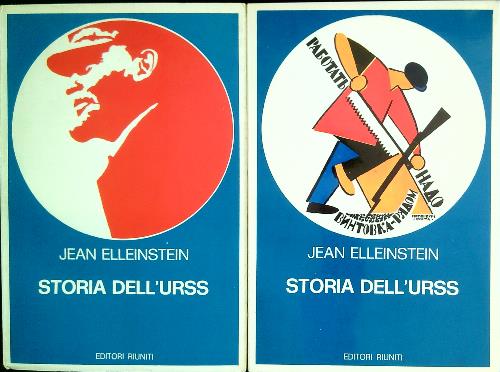 JEAN ELLEINSTEIN
STORIA DELL'URSS
EDITORI RIUNITI
РАБОТАТЬ
НАДО
ВИНТОВКА-РЯДОМ
JEAN ELLEINSTEIN
STORIA DELL'URSS
EDITORI RIUNITI